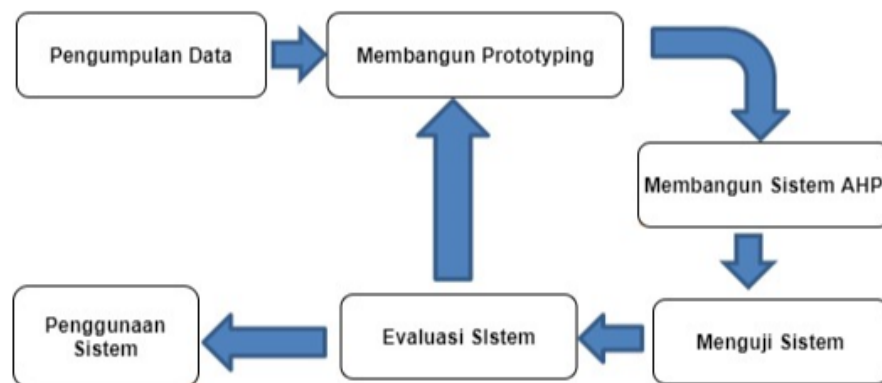 Pengumpulan Data
Membangun Prototyping
Membangun Sistem AHP
Menguji Sistem
Evaluasi SIstem
Penggunaan
Sistem